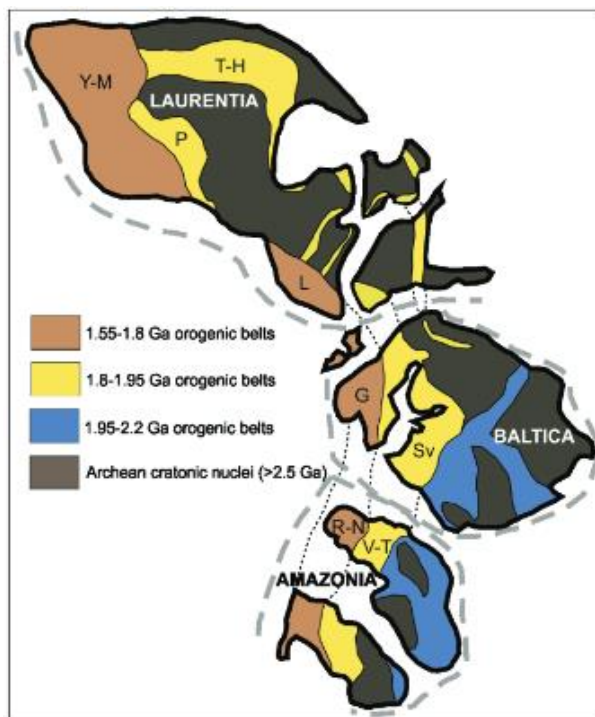 T-H
Y-M
LAURENTIA
P
L
1.55-1.8 Ga orogenic belts
1.8-1.95 Ga orogenic belts
1.95-2.2 Ga orogenic belts
Archean cratonic nuclei (>2.5 Ga)
G
BALTICA
Sv
R-N
V-T
AMAZONIA